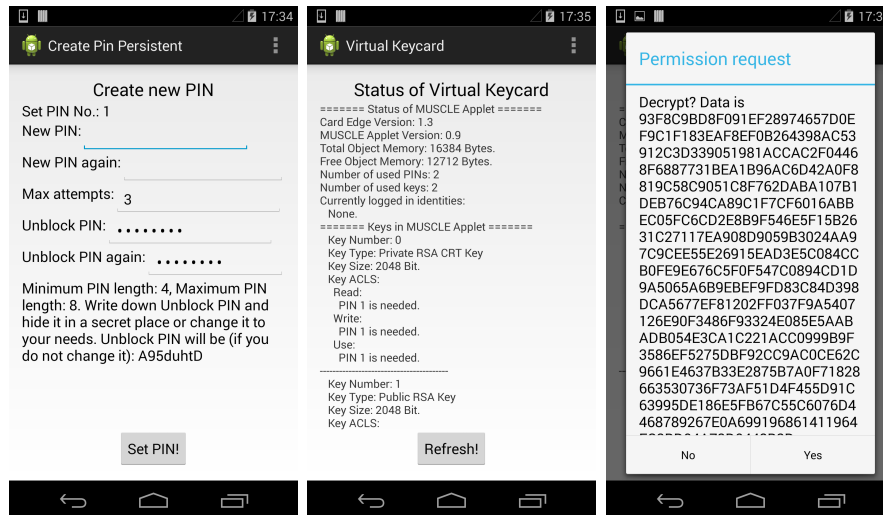 17:34
Create Pin Persistent
Create new PIN
Set PIN No.: 1
New PIN:
New PIN again:
Max attempts: 3
Unblock PIN: ••••••••
Unblock PIN again: ••••••••
Minimum PIN length: 4, Maximum PIN
length: 8. Write down Unblock PIN and
hide it in a secret place or change it to
your needs. Unblock PIN will be (if you
do not change it): A95duhtD
Set PIN!
17:35
Virtual Keycard
Status of Virtual Keycard
======= Status of MUSCLE Applet =======
Card Edge Version: 1.3
MUSCLE Applet Version: 0.9
Total Object Memory: 16384 Bytes.
Free Object Memory: 12712 Bytes.
Number of used PINs: 2
Number of used keys: 2
Currently logged in identities:
None.
======= Keys in MUSCLE Applet =======
Key Number: 0
Key Type: Private RSA CRT Key
Key Size: 2048 Bit.
Key ACLS:
Read:
PIN 1 is needed.
Write:
PIN 1 is needed.
Use:
PIN 1 is needed.
----------------------------------------
Key Number: 1
Key Type: Public RSA Key
Key Size: 2048 Bit.
Key ACLS:
Refresh!
17:3
Permission request
Decrypt? Data is
93F8C9BD8F091EF28974657D0E
F9C1F183EAF8EF0B264398AC53
912C3D339051981ACCAC2F0446
8F6887731BEA1B96AC6D42A0F8
819C58C9051C8F762DABA107B1
DEB76C94CA89C1F7CF6016ABB
EC05FC6CD2E8B9F546E5F15B26
31C27117EA908D9059B3024AA9
7C9CEE55E26915EAD3E5C084CC
B0FE9E676C5F0F547C0894CD1D
9A5065A6B9EBEF9FD83C84D398
DCA5677EF81202FF037F9A5407
126E90F3486F93324E085E5AAB
ADB054E3CA1C221ACC0999B9F
3586EF5275DBF92CC9AC0CE62C
9661E4637B33E2875B7A0F71828
663530736F73AF51D4F455D91C
63995DE186E5FB67C55C6076D4
468789267E0A699196861411964
No
Yes